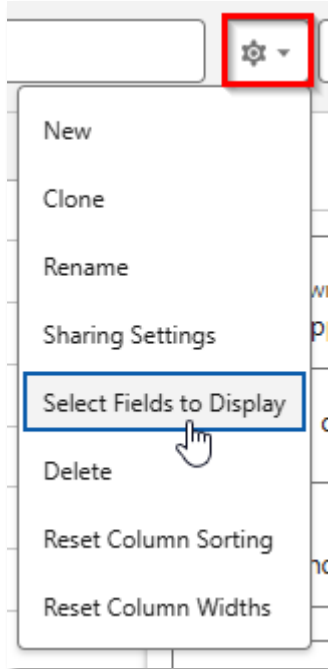 New
Clone
Rename
Sharing Settings
Select Fields to Display
Delete
Reset Column Sorting
Reset Column Widths